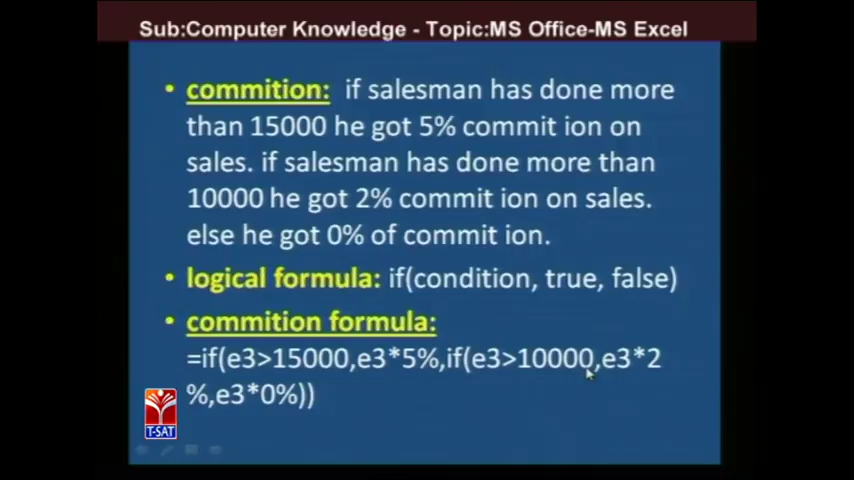 Sub:Computer Knowledge - Topic:MS Office-MS Excel
• commition: if salesman has done more
than 15000 he got 5% commit ion on
sales. if salesman has done more than
10000 he got 2% commit ion on sales.
else he got 0% of commit ion.
• logical formula: if(condition, true, false)
• commition formula:
=if(e3>15000,e3*5%,if(e3>10000,e3*2
%,e3*0%))
T-SAT